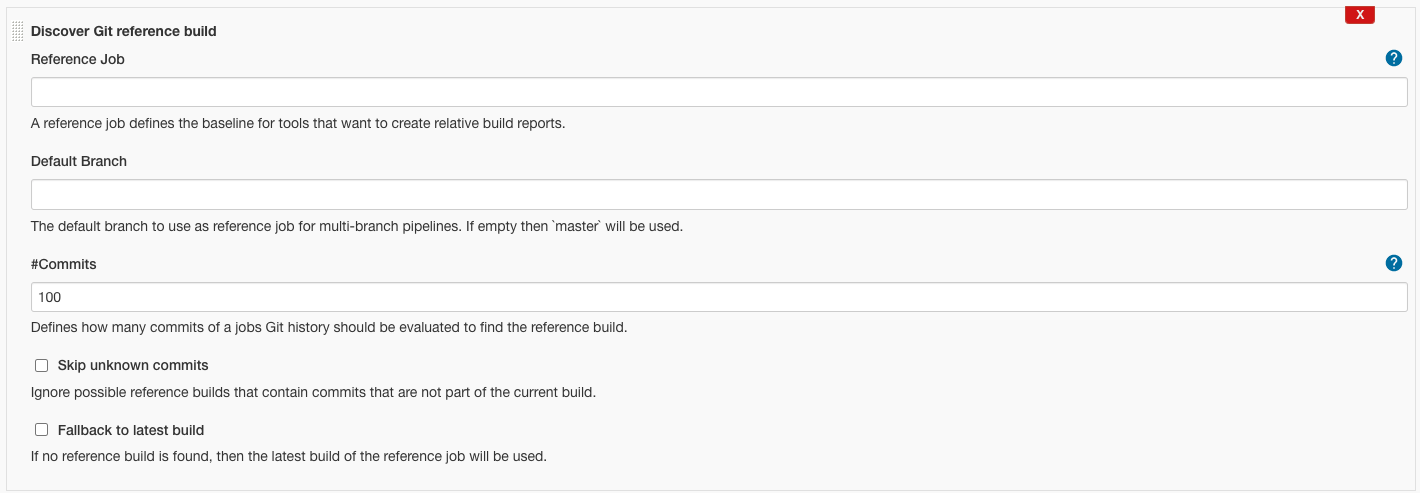 X
Discover Git reference build
Reference Job
?
A reference job defines the baseline for tools that want to create relative build reports.
Default Branch
The default branch to use as reference job for multi-branch pipelines. If empty then `master` will be used.
#Commits
?
100
Defines how many commits of a jobs Git history should be evaluated to find the reference build.
Skip unknown commits
Ignore possible reference builds that contain commits that are not part of the current build.
Fallback to latest build
If no reference build is found, then the latest build of the reference job will be used.